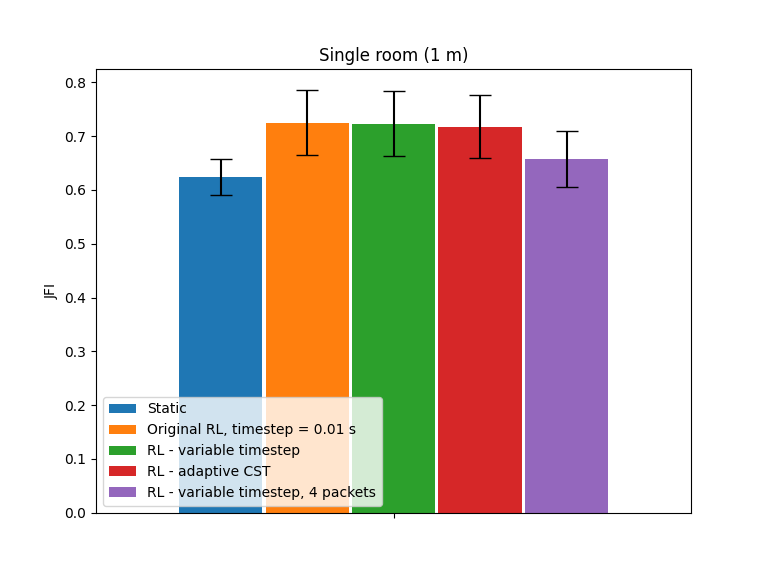 Single room (1 m)
0.8
0.7
0.6
0.5
0.4
0.3
0.2
0.1
0.0
JFI
Static
Original RL, timestep = 0.01 s
RL - variable timestep
RL - adaptive CST
RL - variable timestep, 4 packets